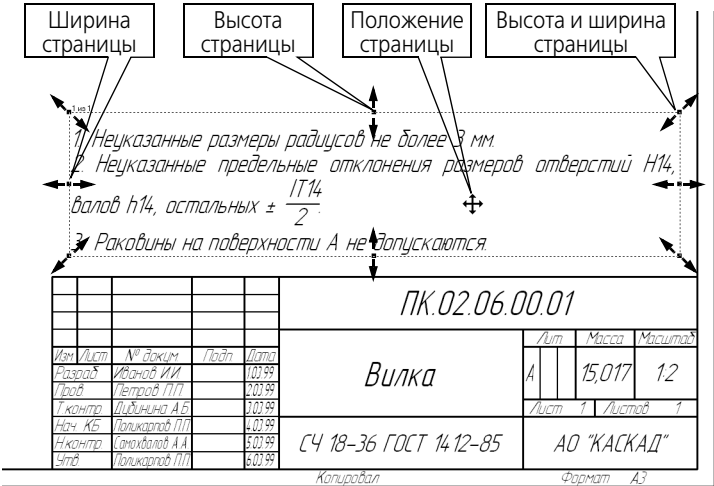 Ширина страницы
Высота страницы
Положение страницы
Высота и ширина страницы
1 из 1
1. Неуказанные размеры радиусов не более 3 мм.
2. Неуказанные предельные отклонения размеров отверстий H14,
валов h14, остальных ± IT14/2.
3. Раковины на поверхности А не допускаются.
ПК.02.06.00.01
Лит. Масса Масштаб
Изм Лист № докум. Подп. Дата
Разраб Иванов И.И. 1.03.99
Пров Петров П.П. 2.03.99
Т.контр. Дубинина А.Б. 3.03.99
Нач. КБ Поликарпов П.П. 4.03.99
Н.контр. Самохвалов А.А. 5.03.99
Утв. Поликарпов П.П. 6.03.99
Вилка
А 15,017 1:2
Лист 1 Листов 1
СЧ 18-36 ГОСТ 1412-85
АО "КАСКАД"
Копировал Формат А3